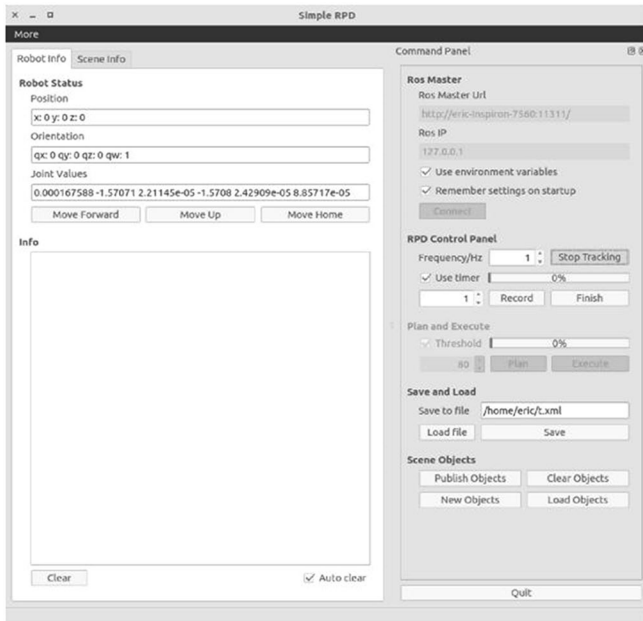 Simple RPD
More
Robot Info Scene Info
Robot Status
Position
x: 0 y: 0 z: 0
Orientation
qx: 0 qy: 0 qz: 0 qw: 1
Joint Values
0.000167588 -1.57071 2.21145e-05 -1.5708 2.42909e-05 8.85717e-05
Move Forward Move Up Move Home
Info
Clear Auto clear
Command Panel
Ros Master
Ros Master Url
http://eric-Inspiron-7560:11311/
Ros IP
127.0.0.1
Use environment variables
Remember settings on startup
Connect
RPD Control Panel
Frequency/Hz 1 Stop Tracking
Use timer 0%
1 Record Finish
Plan and Execute
Threshold 0%
80 Plan Execute
Save and Load
Save to file /home/eric/t.xml
Load file Save
Scene Objects
Publish Objects Clear Objects
New Objects Load Objects
Quit